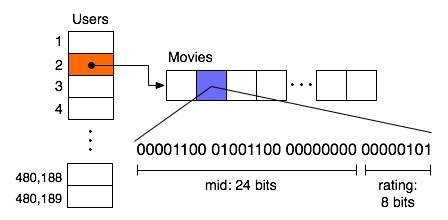 Users
Movies
1
2
3
4
480,188
480,189
00001100 01001100 00000000 00000101
mid: 24 bits
rating:
8 bits